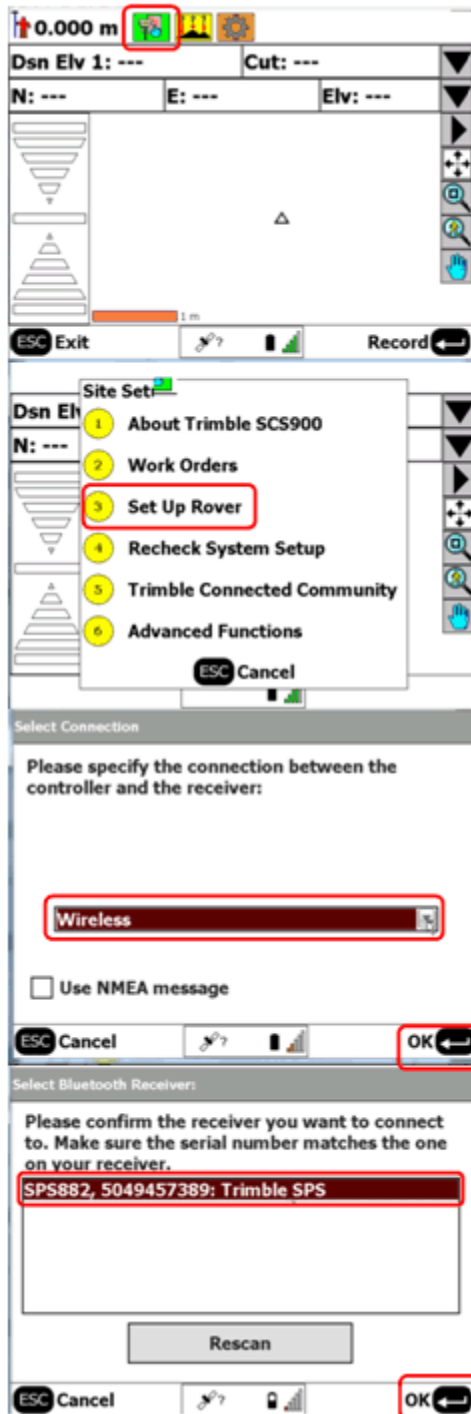 0.000 m
Dsn Elv 1: --- Cut: ---
N: --- E: --- Elv: ---
1 m
ESC Exit ? Record
Site Set
Dsn El
1 About Trimble SCS900
N: ---
2 Work Orders
3 Set Up Rover
4 Recheck System Setup
5 Trimble Connected Community
6 Advanced Functions
ESC Cancel
Select Connection
Please specify the connection between the
controller and the receiver:
Wireless
Use NMEA message
ESC Cancel ? OK
Select Bluetooth Receiver:
Please confirm the receiver you want to connect
to. Make sure the serial number matches the one
on your receiver.
SPS882, 5049457389: Trimble SPS
Rescan
ESC Cancel ? OK